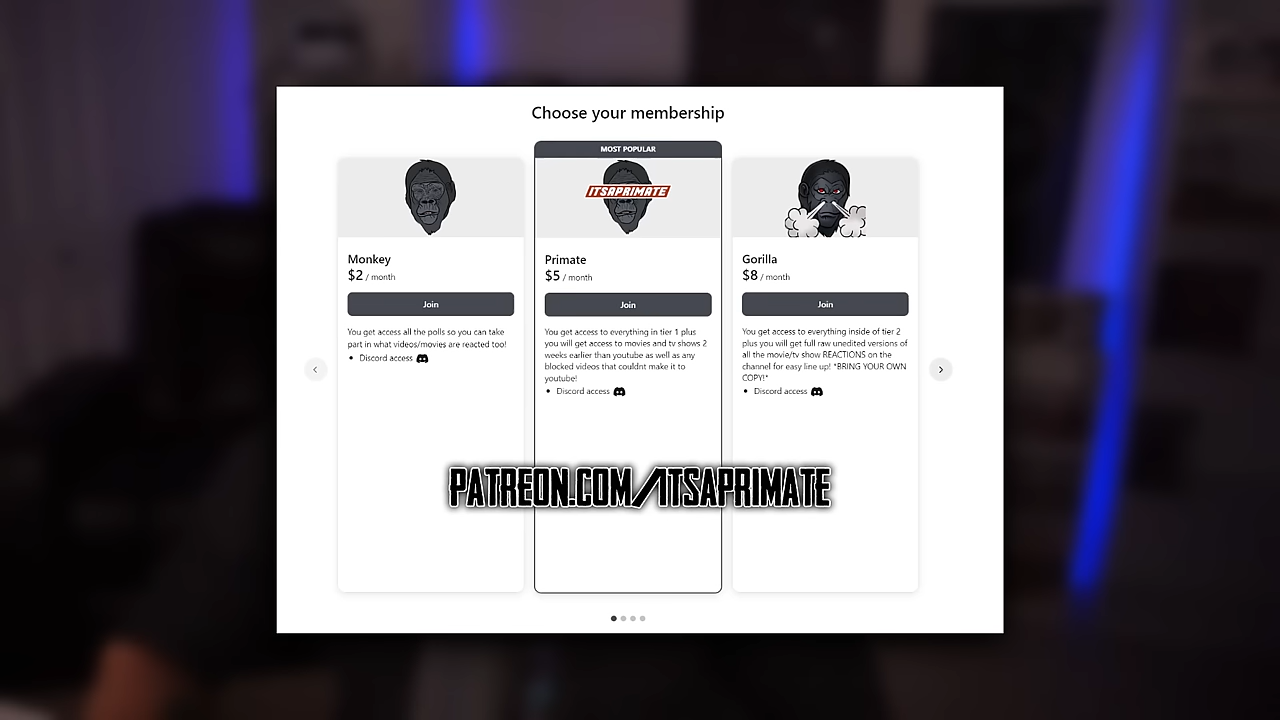 Choose your membership
MOST POPULAR
ITSAPRIMATE
Monkey
$2 / month
Join
You get access all the polls so you can take
part in what videos/movies are reacted too!
• Discord access
Primate
$5 / month
Join
You get access to everything in tier 1 plus
you will get access to movies and tv shows 2
weeks earlier than youtube as well as any
blocked videos that couldnt make it to
youtube!
• Discord access
Gorilla
$8 / month
Join
You get access to everything inside of tier 2
plus you will get full raw unedited versions of
all the movie/tv show REACTIONS on the
channel for easy line up! *BRING YOUR OWN
COPY!*
• Discord access
PATREON.COM/ITSAPRIMATE